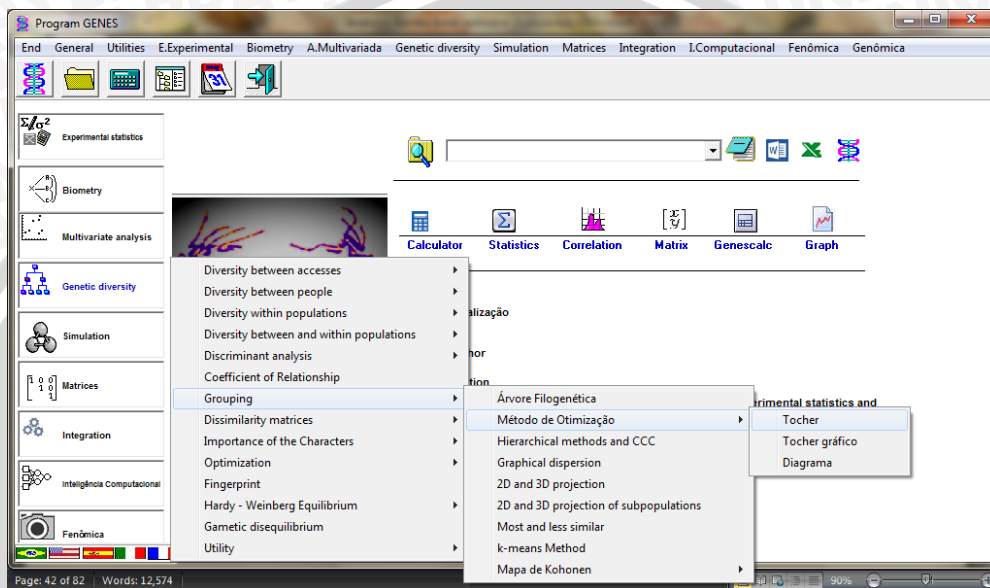 Program GENES
End General Utilities E.Experimental Biometry A.Multivariada Genetic diversity Simulation Matrices Integration I.Computacional Fenômica Genômica
31
Σ/σ²
Experimental statistics
Biometry
Multivariate analysis
Genetic diversity
Simulation
Matrices
Integration
Inteligência Computacional
Fenômica
Calculator Statistics Correlation Matrix Genescalc Graph
alização
hor
tion
erimental statistics and
Diversity between accesses
Diversity between people
Diversity within populations
Diversity between and within populations
Discriminant analysis
Coefficient of Relationship
Grouping
Dissimilarity matrices
Importance of the Characters
Optimization
Fingerprint
Hardy - Weinberg Equilibrium
Gametic disequilibrium
Utility
Árvore Filogenética
Método de Otimização
Hierarchical methods and CCC
Graphical dispersion
2D and 3D projection
2D and 3D projection of subpopulations
Most and less similar
k-means Method
Mapa de Kohonen
Tocher
Tocher gráfico
Diagrama
Page: 42 of 82 Words: 12,574 90%